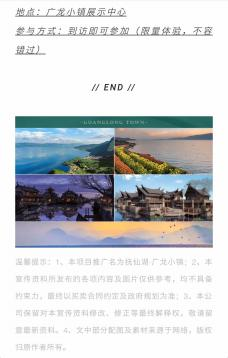 地点：广龙小镇展示中心
参与方式：到访即可参加（限量体验，不容
错过）
// END //
GUANGLONG TOWN
温馨提示：1、本项目推广名为抚仙湖·广龙小镇；2、本
宣传资料所发布的各项内容及图片仅供参考，均不具备
约束力，最终以买卖合同约定及政府规划为准；3、本公
司保留对本宣传资料修改、修正等最终解释权，敬请留
意最新资料。4、文中部分配图及素材来源于网络，版权
归原作者所有。